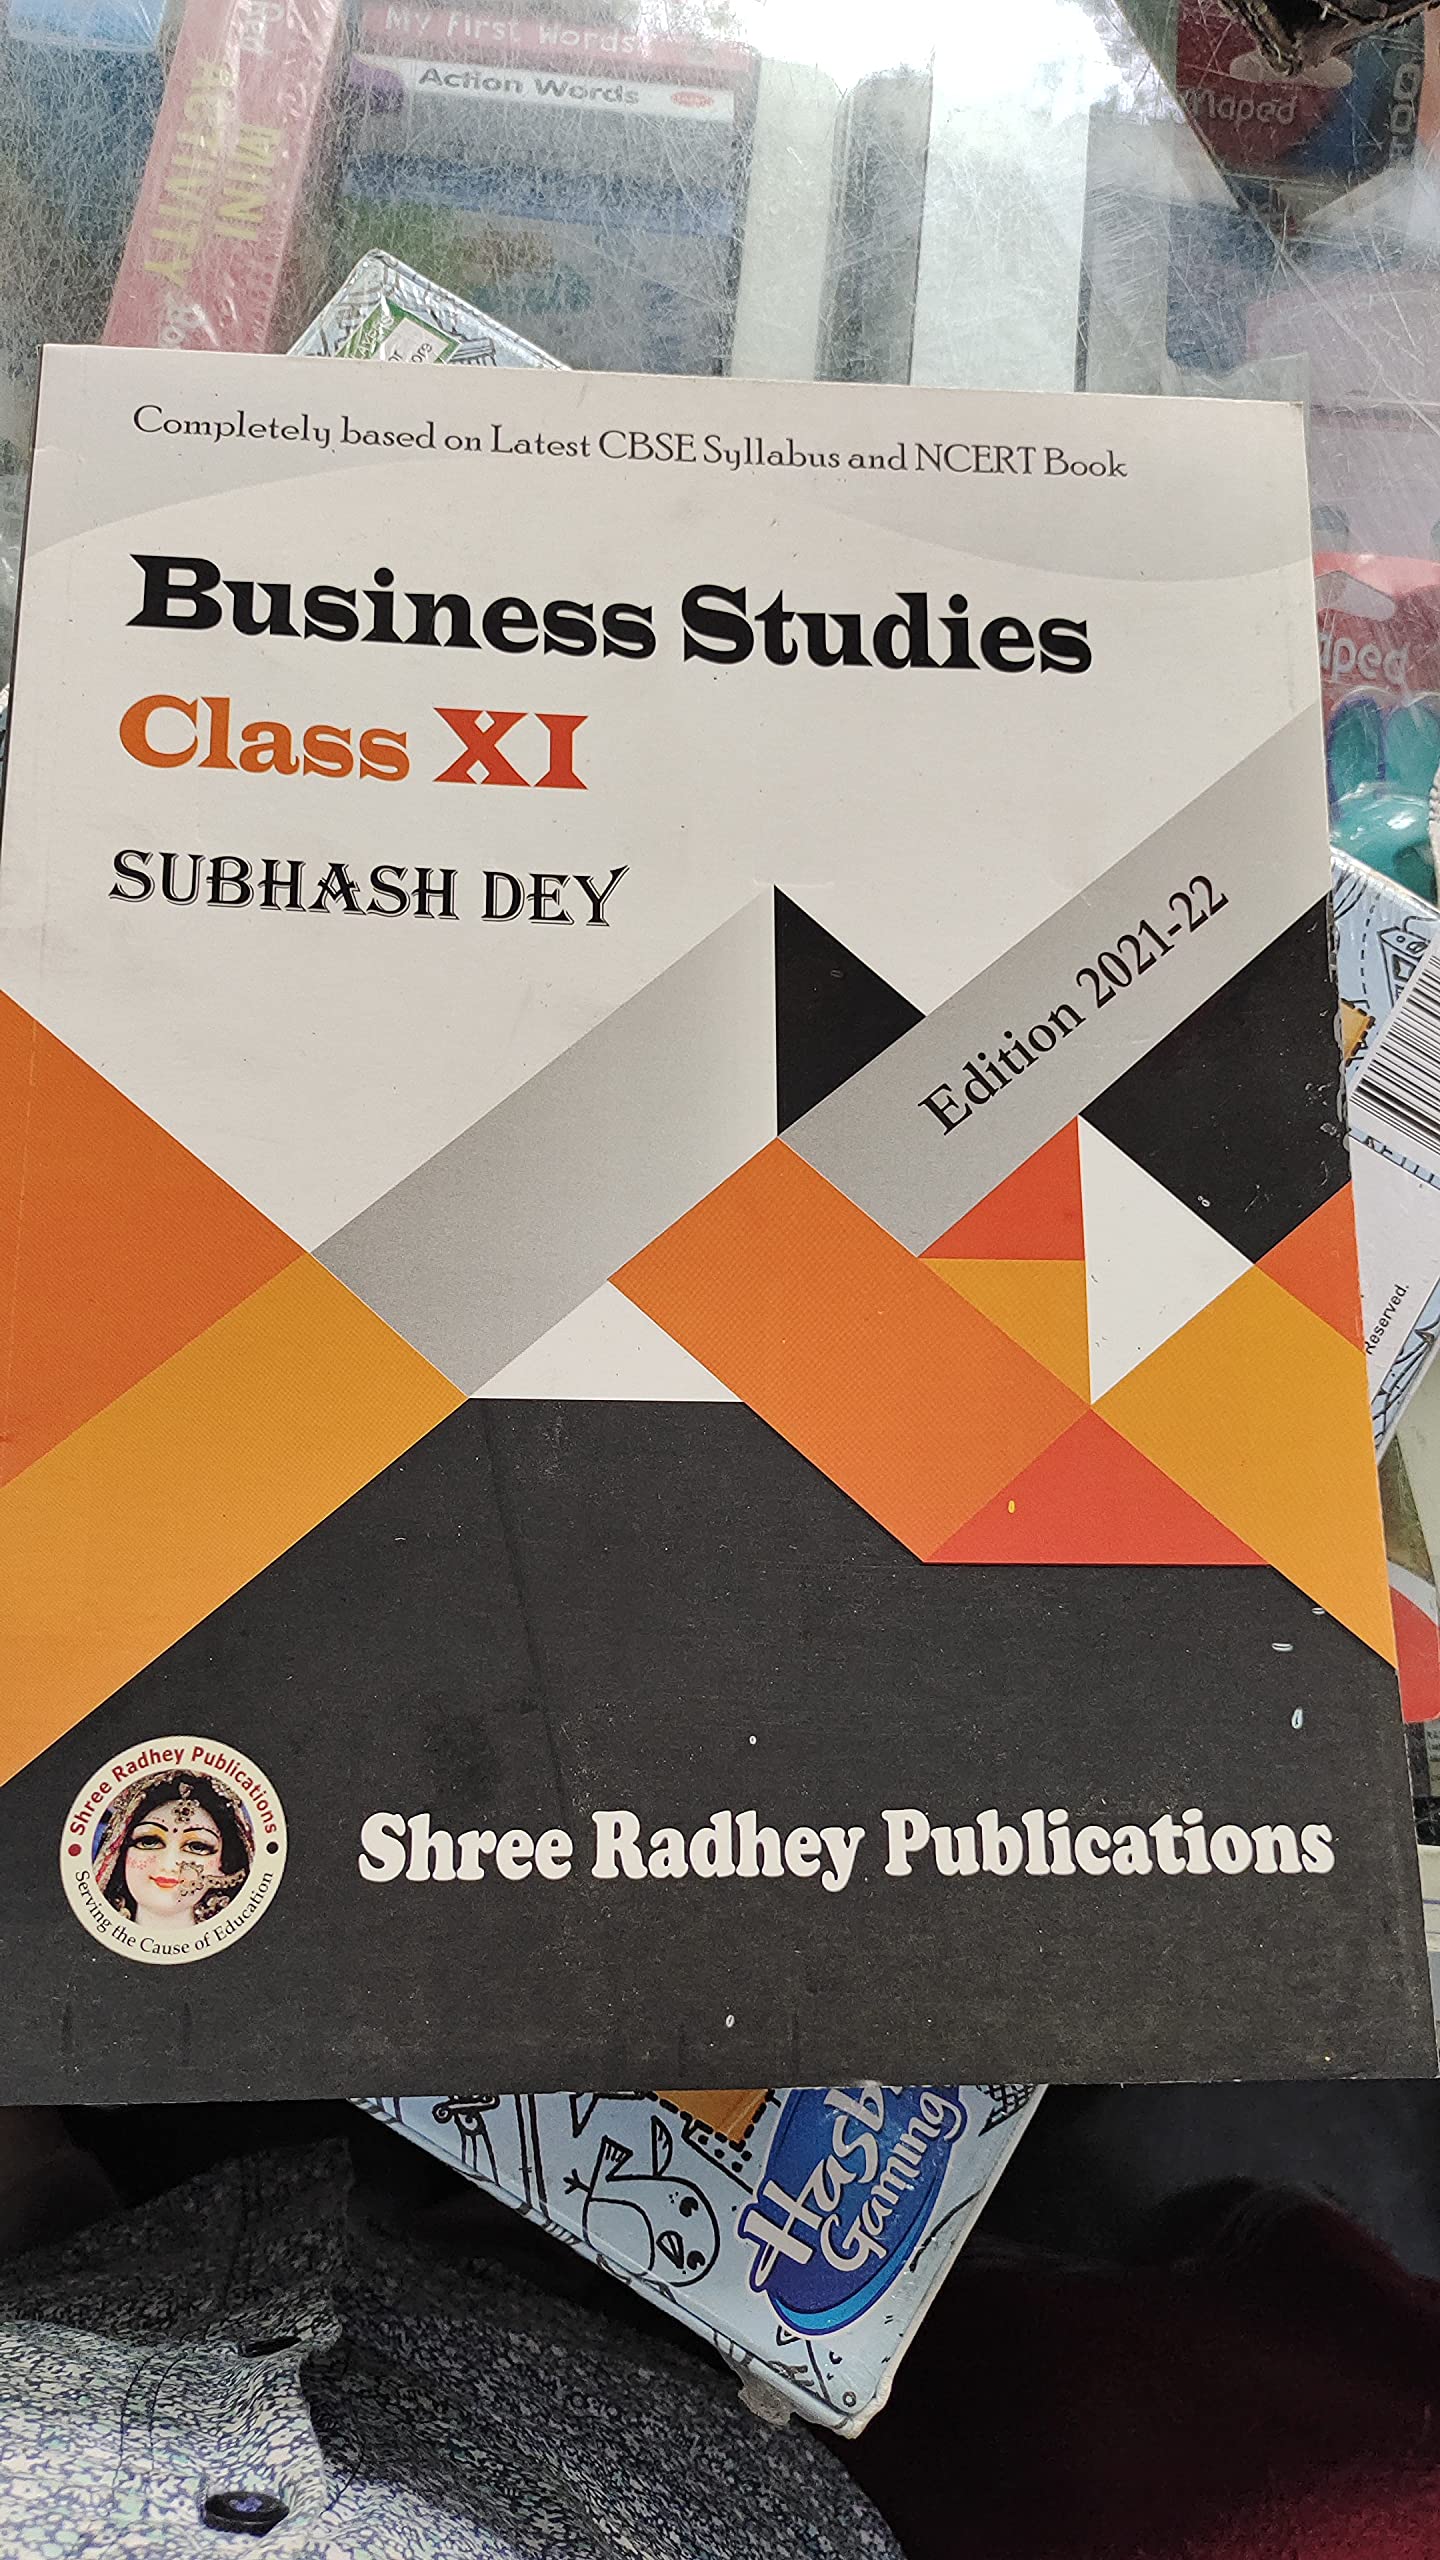 My First Words
Action Words
MINI
ACTIVITY
Maped
Completely based on Latest CBSE Syllabus and NCERT Book
Business Studies
Class XI
SUBHASH DEY
Edition 2021-22
Reserved.
Shree Radhey Publications
Serving the Cause of Education
Shree Radhey Publications
Gaming